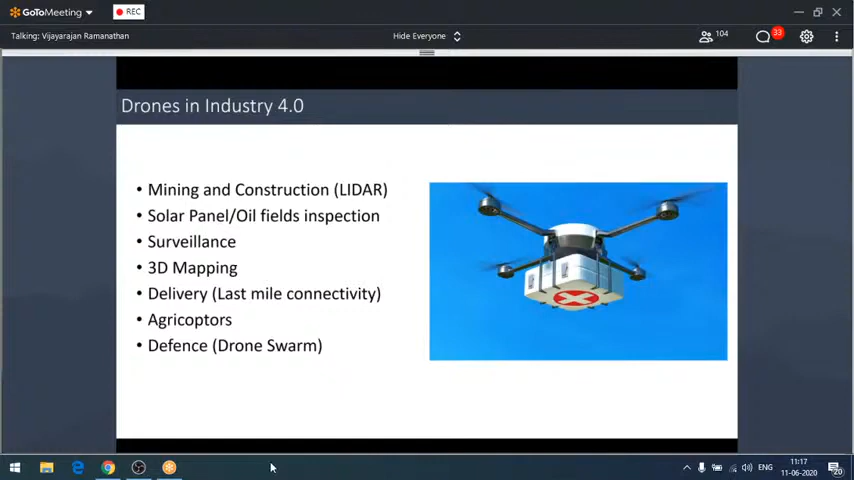 GoToMeeting
REC
Talking: Vijayarajan Ramanathan
Hide Everyone
104
33
Drones in Industry 4.0
• Mining and Construction (LIDAR)
• Solar Panel/Oil fields inspection
• Surveillance
• 3D Mapping
• Delivery (Last mile connectivity)
• Agricoptors
• Defence (Drone Swarm)
ENG
11:17
11-06-2020
20